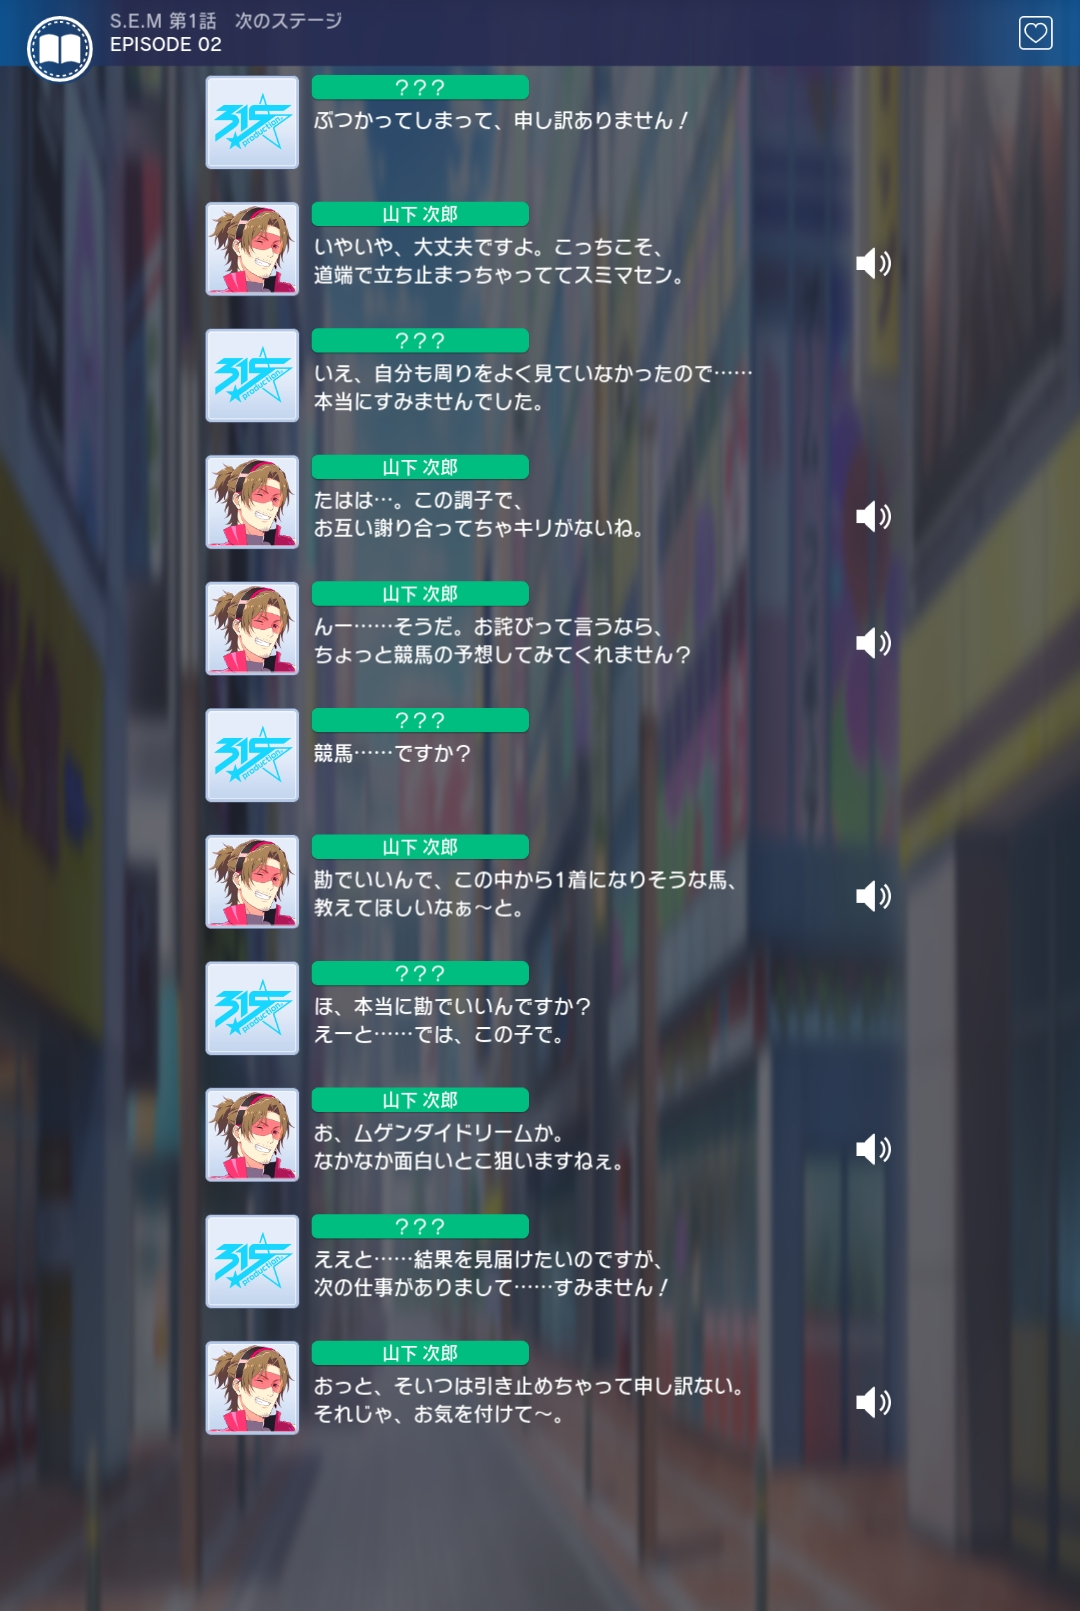 S.E.M 第1話　次のステージ
EPISODE 02
？？？
315 production
ぶつかってしまって、申し訳ありません！
山下 次郎
いやいや、大丈夫ですよ。こっちこそ、
道端で立ち止まっちゃっててスミマセン。
？？？
315 production
いえ、自分も周りをよく見ていなかったので……
本当にすみませんでした。
山下 次郎
たはは…。この調子で、
お互い謝り合ってちゃキリがないね。
山下 次郎
んー……そうだ。お詫びって言うなら、
ちょっと競馬の予想してみてくれません？
？？？
315 production
競馬……ですか？
山下 次郎
勘でいいんで、この中から1着になりそうな馬、
教えてほしいなぁ～と。
？？？
315 production
ほ、本当に勘でいいんですか？
えーと……では、この子で。
山下 次郎
お、ムゲンダイドリームか。
なかなか面白いとこ狙いますねぇ。
？？？
315 production
ええと……結果を見届けたいのですが、
次の仕事がありまして……すみません！
山下 次郎
おっと、そいつは引き止めちゃって申し訳ない。
それじゃ、お気を付けて～。